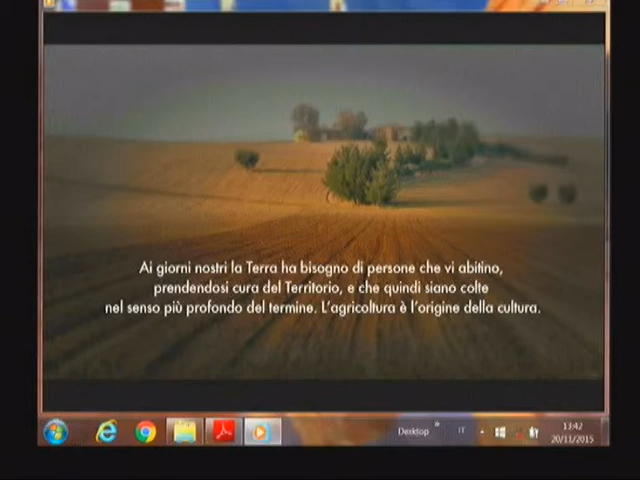 Ai giorni nostri la Terra ha bisogno di persone che vi abitino,
prendendosi cura del Territorio, e che quindi siano colte
nel senso più profondo del termine. L'agricoltura è l'origine della cultura.
Desktop
IT
13:42
20/11/2015